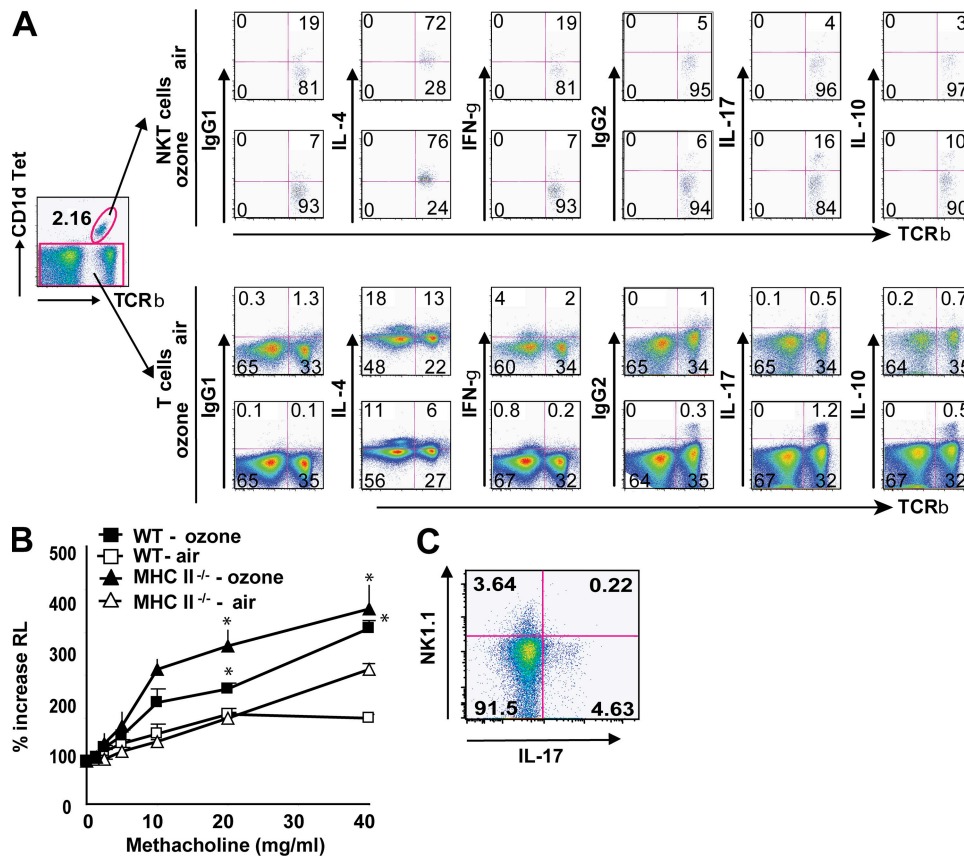 A
NKT cells
air
ozone
IgG1
IL -4
IFN-g
IgG2
IL -17
IL -10
0 19
81
0 72
0 28
0 19
0 81
0 5
0 95
0 4
0 96
0 3
0 97
0 7
0 93
0 76
0 24
0 7
0 93
0 6
0 94
0 16
0 84
0 10
0 90
TCRb
CD1d Tet
2.16
TCRb
T cells
air
ozone
IgG1
IL -4
IFN-g
IgG2
IL -17
IL -10
0.3 1.3
65 33
18 13
48 22
4 2
60 34
0 1
65 34
0.1 0.5
65 34
0.2 0.7
64 35
0.1 0.1
65 35
11 6
56 27
0.8 0.2
67 32
0 0.3
64 35
0 1.2
67 32
0 0.5
67 32
TCRb
B
WT - ozone
WT- air
MHC II-/- - ozone
MHC II-/- - air
% increase RL
500
400
300
200
100
0
* * * *
0 10 20 30 40
Methacholine (mg/ml)
C
NK1.1
3.64 0.22
91.5 4.63
IL-17